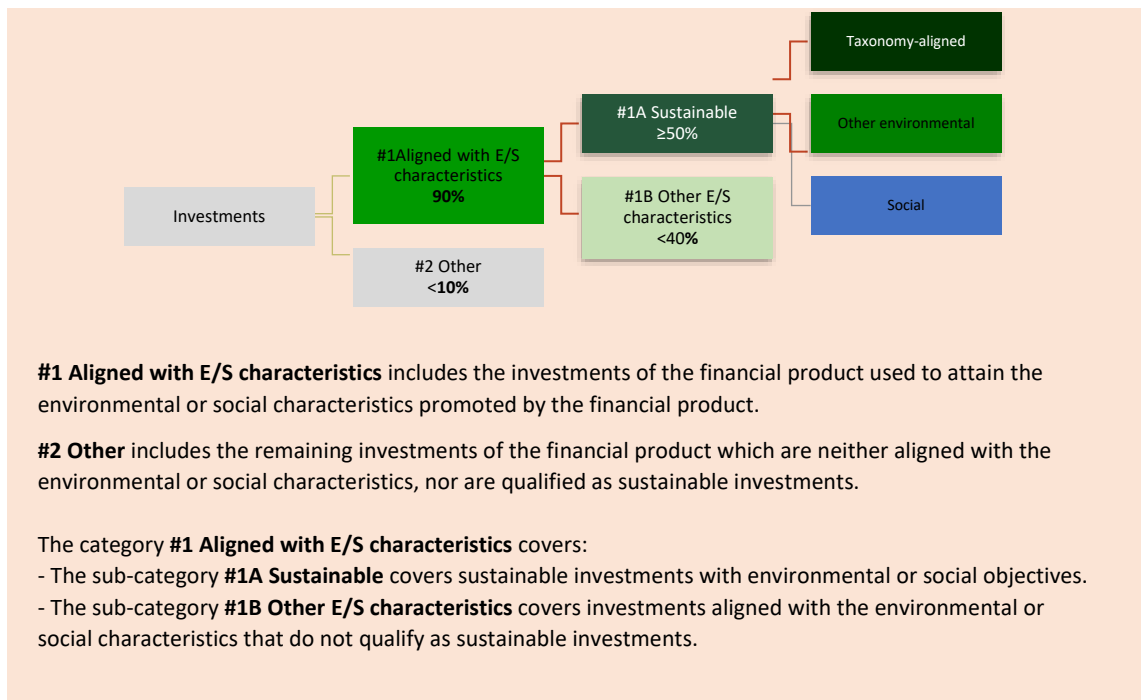 Taxonomy-aligned
#1A Sustainable
≥50%
Other environmental
#1Aligned with E/S
characteristics
90%
Investments
#1B Other E/S
characteristics
<40%
Social
#2 Other
<10%
#1 Aligned with E/S characteristics includes the investments of the financial product used to attain the
environmental or social characteristics promoted by the financial product.
#2 Other includes the remaining investments of the financial product which are neither aligned with the
environmental or social characteristics, nor are qualified as sustainable investments.
The category #1 Aligned with E/S characteristics covers:
- The sub-category #1A Sustainable covers sustainable investments with environmental or social objectives.
- The sub-category #1B Other E/S characteristics covers investments aligned with the environmental or
social characteristics that do not qualify as sustainable investments.